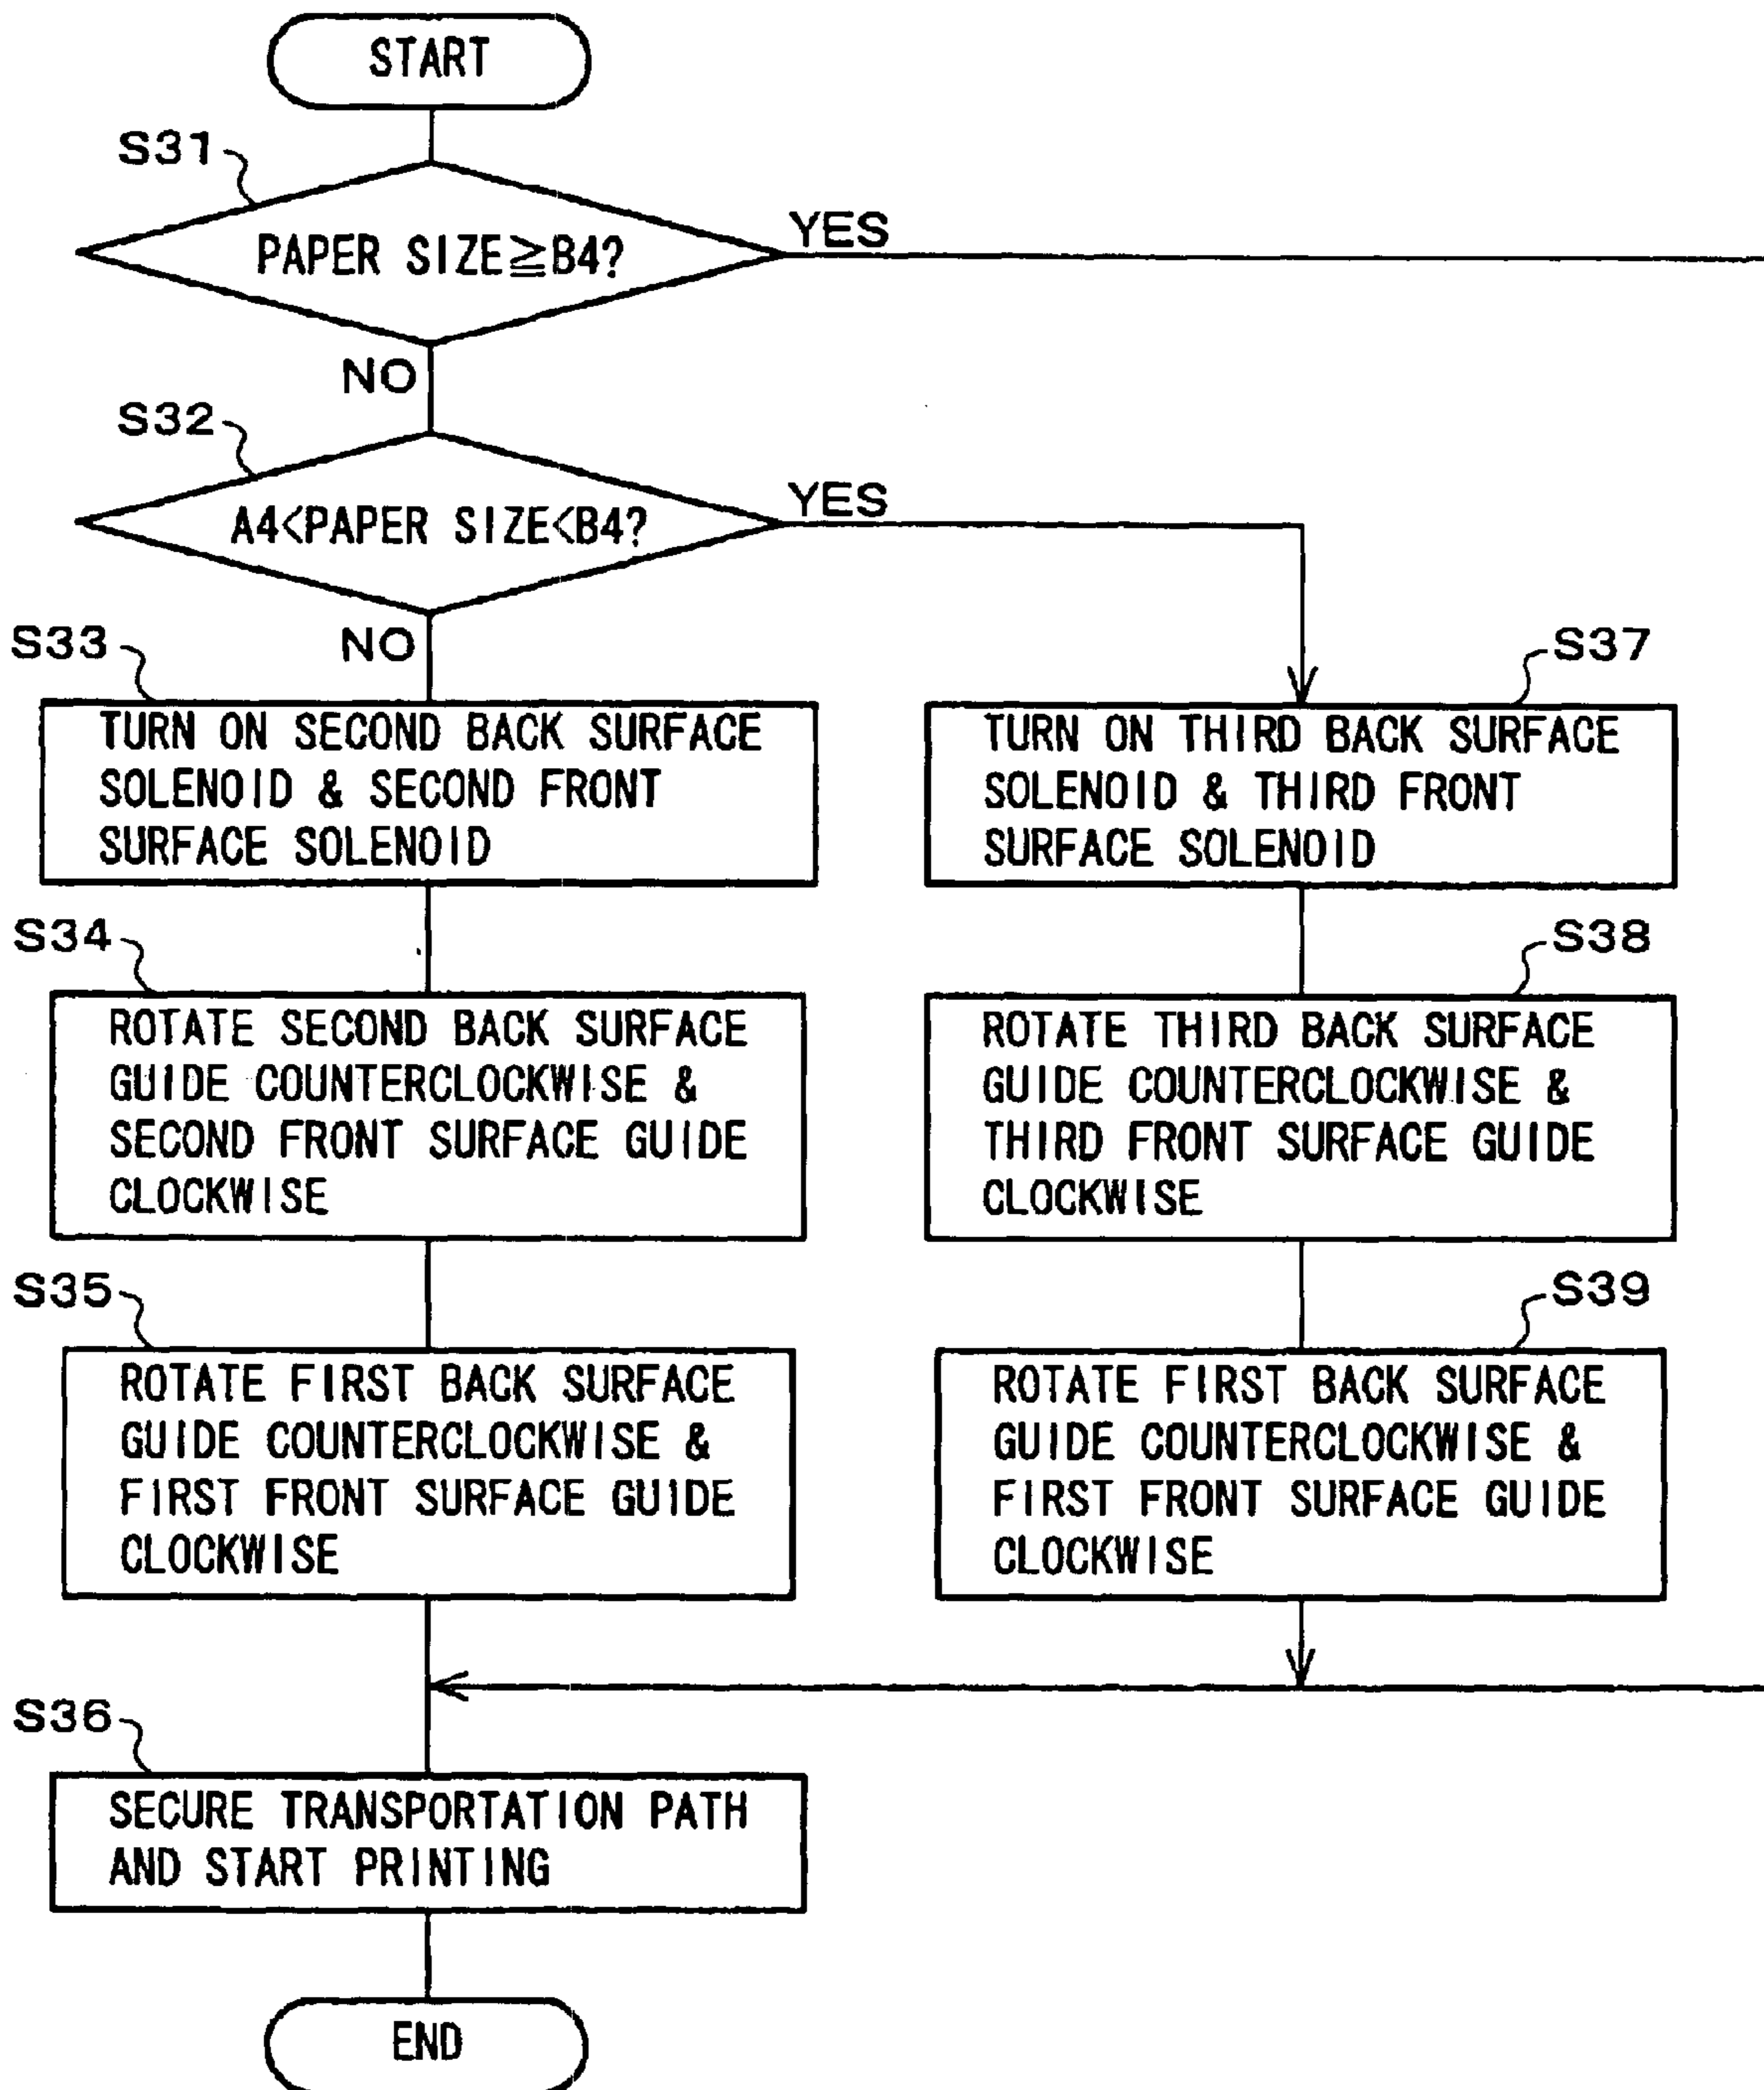 START
S31
PAPER SIZE≧B4?
YES
NO
S32
A4<PAPER SIZE<B4?
YES
NO
S33
TURN ON SECOND BACK SURFACE
SOLENOID & SECOND FRONT
SURFACE SOLENOID
S34
ROTATE SECOND BACK SURFACE
GUIDE COUNTERCLOCKWISE &
SECOND FRONT SURFACE GUIDE
CLOCKWISE
S35
ROTATE FIRST BACK SURFACE
GUIDE COUNTERCLOCKWISE &
FIRST FRONT SURFACE GUIDE
CLOCKWISE
S37
TURN ON THIRD BACK SURFACE
SOLENOID & THIRD FRONT
SURFACE SOLENOID
S38
ROTATE THIRD BACK SURFACE
GUIDE COUNTERCLOCKWISE &
THIRD FRONT SURFACE GUIDE
CLOCKWISE
S39
ROTATE FIRST BACK SURFACE
GUIDE COUNTERCLOCKWISE &
FIRST FRONT SURFACE GUIDE
CLOCKWISE
S36
SECURE TRANSPORTATION PATH
AND START PRINTING
END